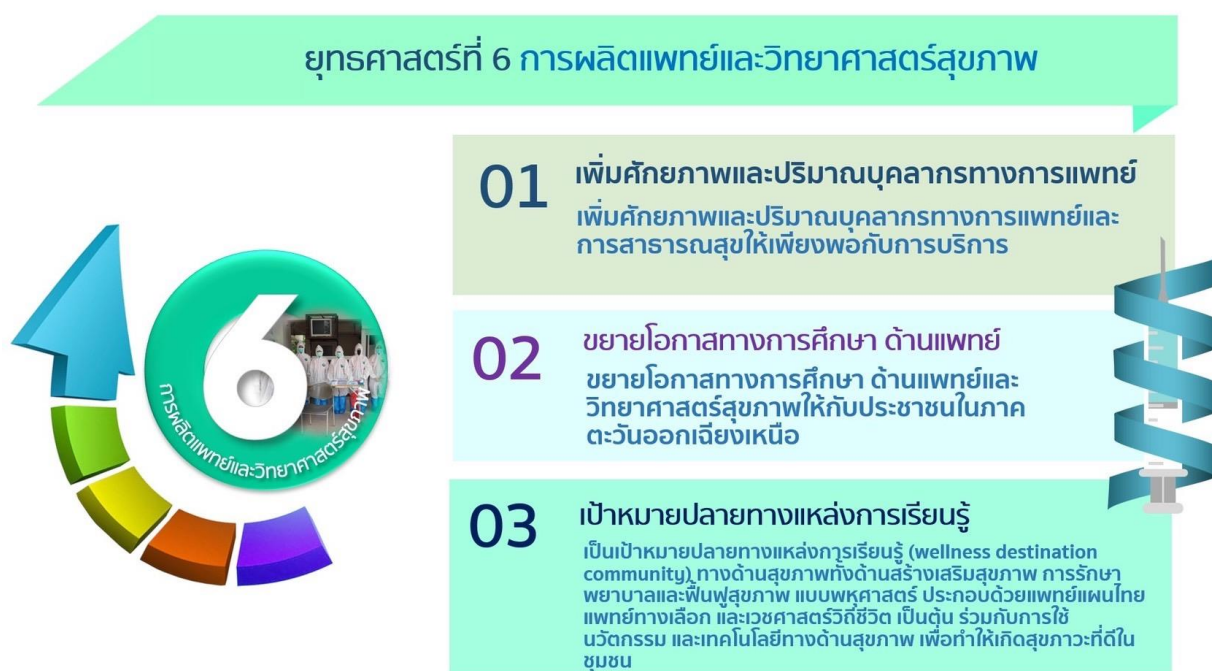 ยุทธศาสตร์ที่ 6 การผลิตแพทย์และวิทยาศาสตร์สุขภาพ
6
การผลิตแพทย์และวิทยาศาสตร์สุขภาพ
01
เพิ่มศักยภาพและปริมาณบุคลากรทางการแพทย์
เพิ่มศักยภาพและปริมาณบุคลากรทางการแพทย์และ
การสาธารณสุขให้เพียงพอกับการบริการ
02
ขยายโอกาสทางการศึกษา ด้านแพทย์
ขยายโอกาสทางการศึกษา ด้านแพทย์และ
วิทยาศาสตร์สุขภาพให้กับประชาชนในภาค
ตะวันออกเฉียงเหนือ
03
เป้าหมายปลายทางแหล่งการเรียนรู้
เป็นเป้าหมายปลายทางแหล่งการเรียนรู้ (wellness destination
community) ทางด้านสุขภาพทั้งด้านสร้างเสริมสุขภาพ การรักษา
พยาบาลและฟื้นฟูสุขภาพ แบบพหุศาสตร์ ประกอบด้วยแพทย์แผนไทย
แพทย์ทางเลือก และเวชศาสตร์วิถีชีวิต เป็นต้น ร่วมกับการใช้
นวัตกรรม และเทคโนโลยีทางด้านสุขภาพ เพื่อทำให้เกิดสุขภาวะที่ดีใน
ชุมชน